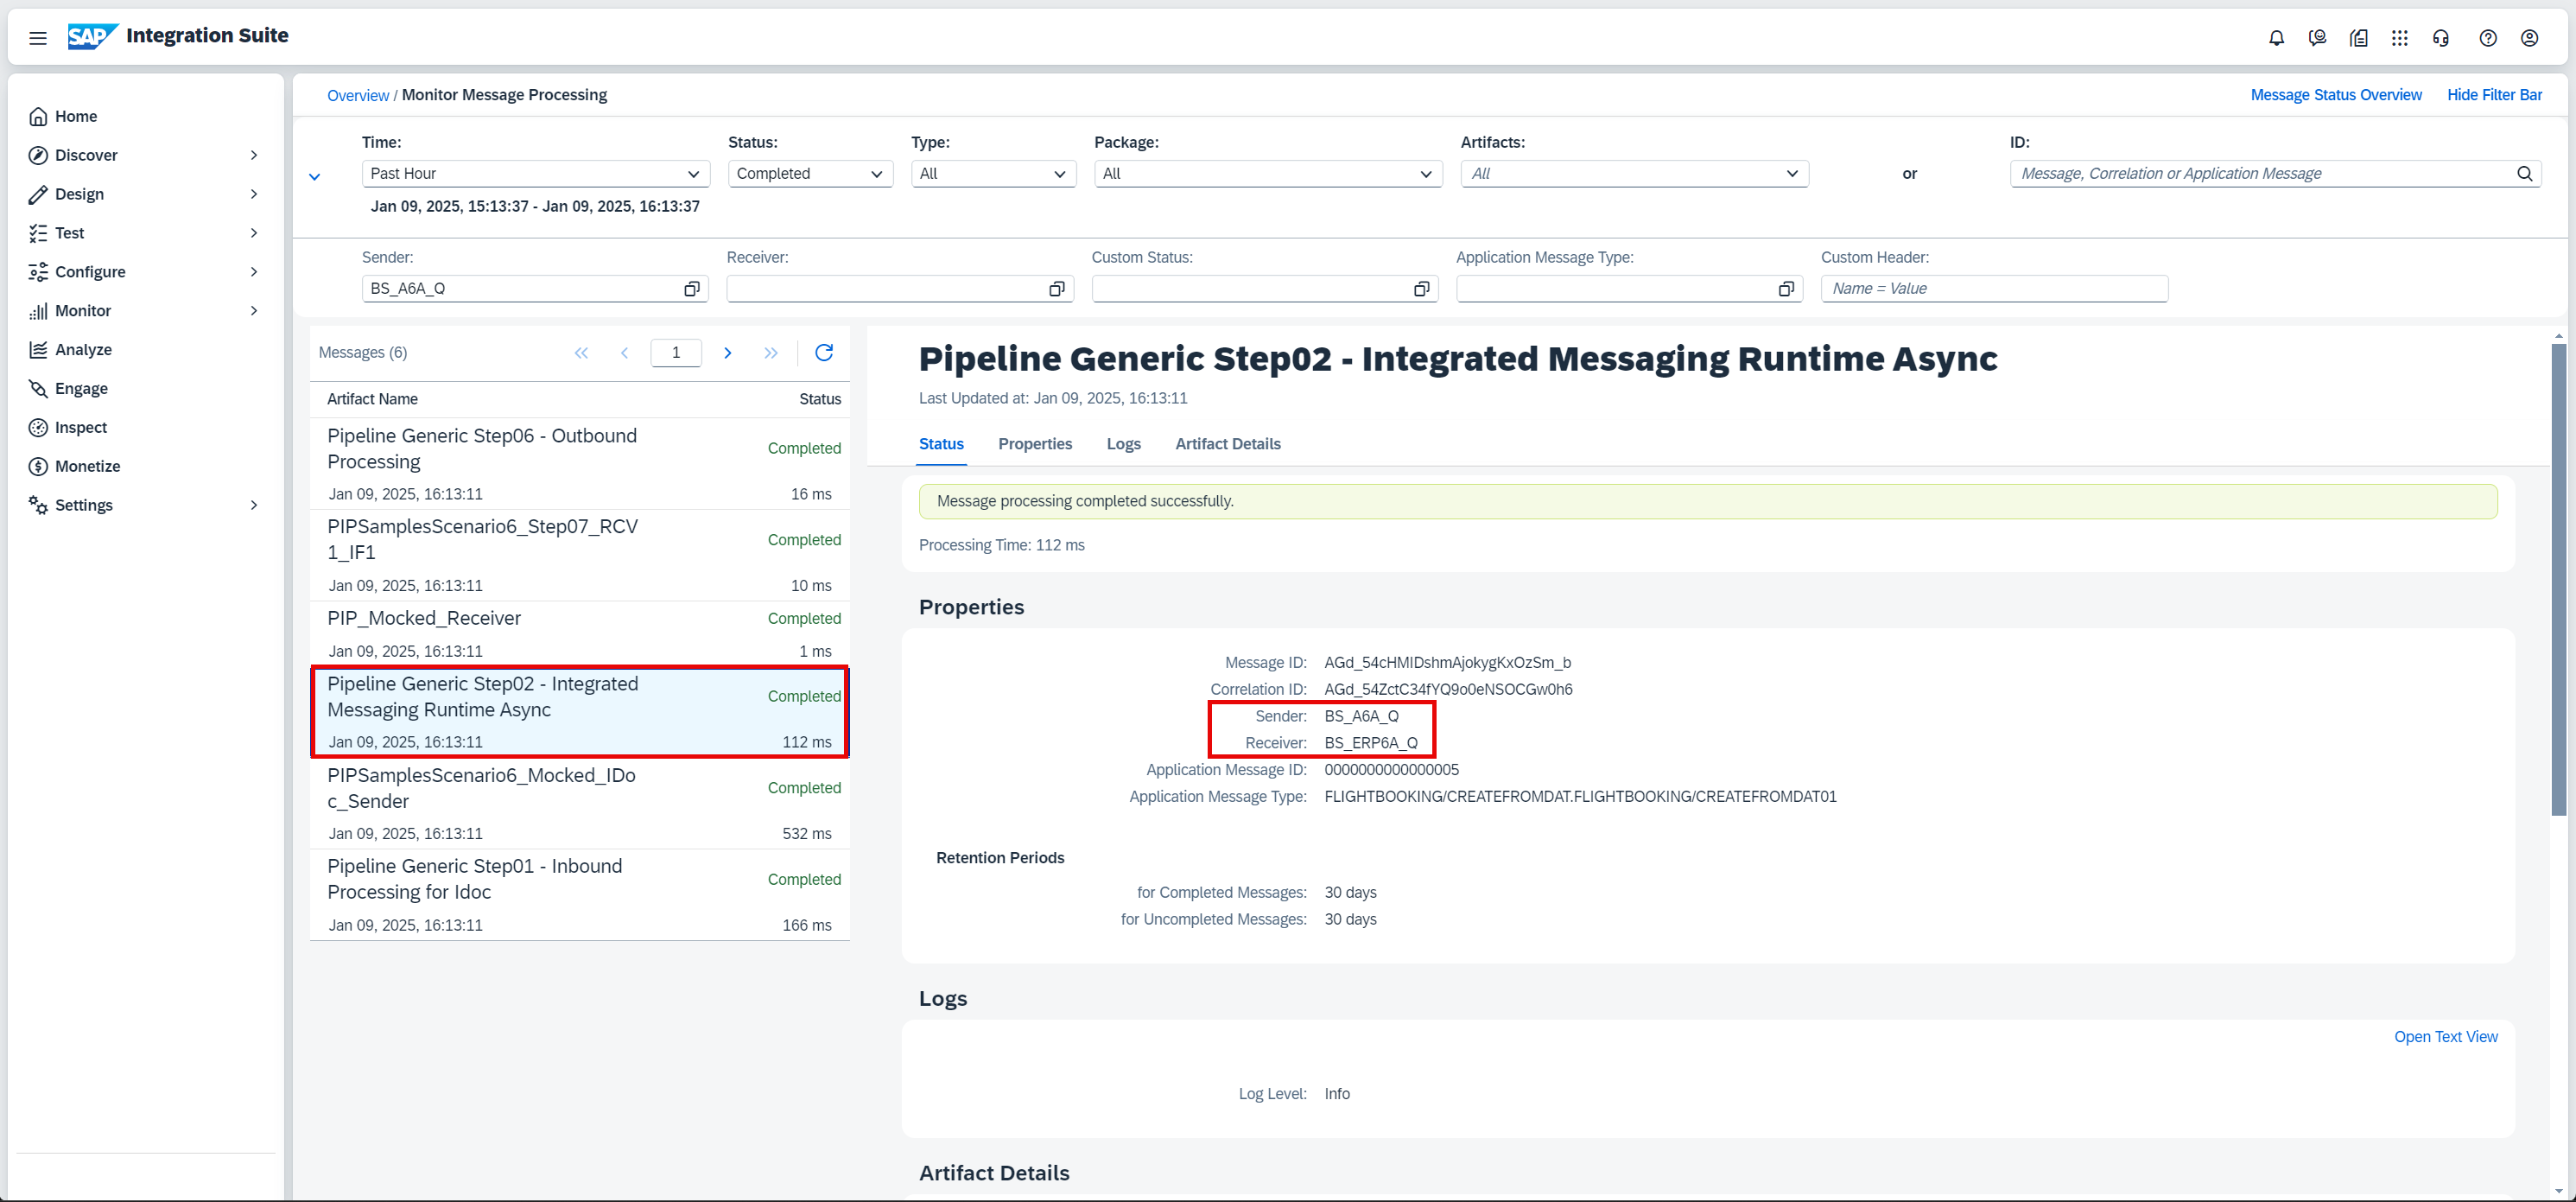 SAP Integration Suite
Home
Discover
Design
Test
Configure
Monitor
Analyze
Engage
Inspect
Monetize
Settings
Overview / Monitor Message Processing
Message Status Overview Hide Filter Bar
Time: Status: Type: Package: Artifacts: ID:
Past Hour Completed All All All or Message, Correlation or Application Message
Jan 09, 2025, 15:13:37 - Jan 09, 2025, 16:13:37
Sender: Receiver: Custom Status: Application Message Type: Custom Header:
BS_A6A_Q Name = Value
Messages (6) 1
Artifact Name Status
Pipeline Generic Step06 - Outbound
Processing
Completed
Jan 09, 2025, 16:13:11 16 ms
PIPSamplesScenario6_Step07_RCV
1_IF1
Completed
Jan 09, 2025, 16:13:11 10 ms
PIP_Mocked_Receiver Completed
Jan 09, 2025, 16:13:11 1 ms
Pipeline Generic Step02 - Integrated
Messaging Runtime Async
Completed
Jan 09, 2025, 16:13:11 112 ms
PIPSamplesScenario6_Mocked_IDo
c_Sender
Completed
Jan 09, 2025, 16:13:11 532 ms
Pipeline Generic Step01 - Inbound
Processing for Idoc
Completed
Jan 09, 2025, 16:13:11 166 ms
Pipeline Generic Step02 - Integrated Messaging Runtime Async
Last Updated at: Jan 09, 2025, 16:13:11
Status Properties Logs Artifact Details
Message processing completed successfully.
Processing Time: 112 ms
Properties
Message ID: AGd_54cHMIDshmAjokygKxOzSm_b
Correlation ID: AGd_54ZctC34fYQ9o0eNSOCGw0h6
Sender: BS_A6A_Q
Receiver: BS_ERP6A_Q
Application Message ID: 0000000000000005
Application Message Type: FLIGHTBOOKING/CREATEFROMDAT.FLIGHTBOOKING/CREATEFROMDAT01
Retention Periods
for Completed Messages: 30 days
for Uncompleted Messages: 30 days
Logs
Open Text View
Log Level: Info
Artifact Details